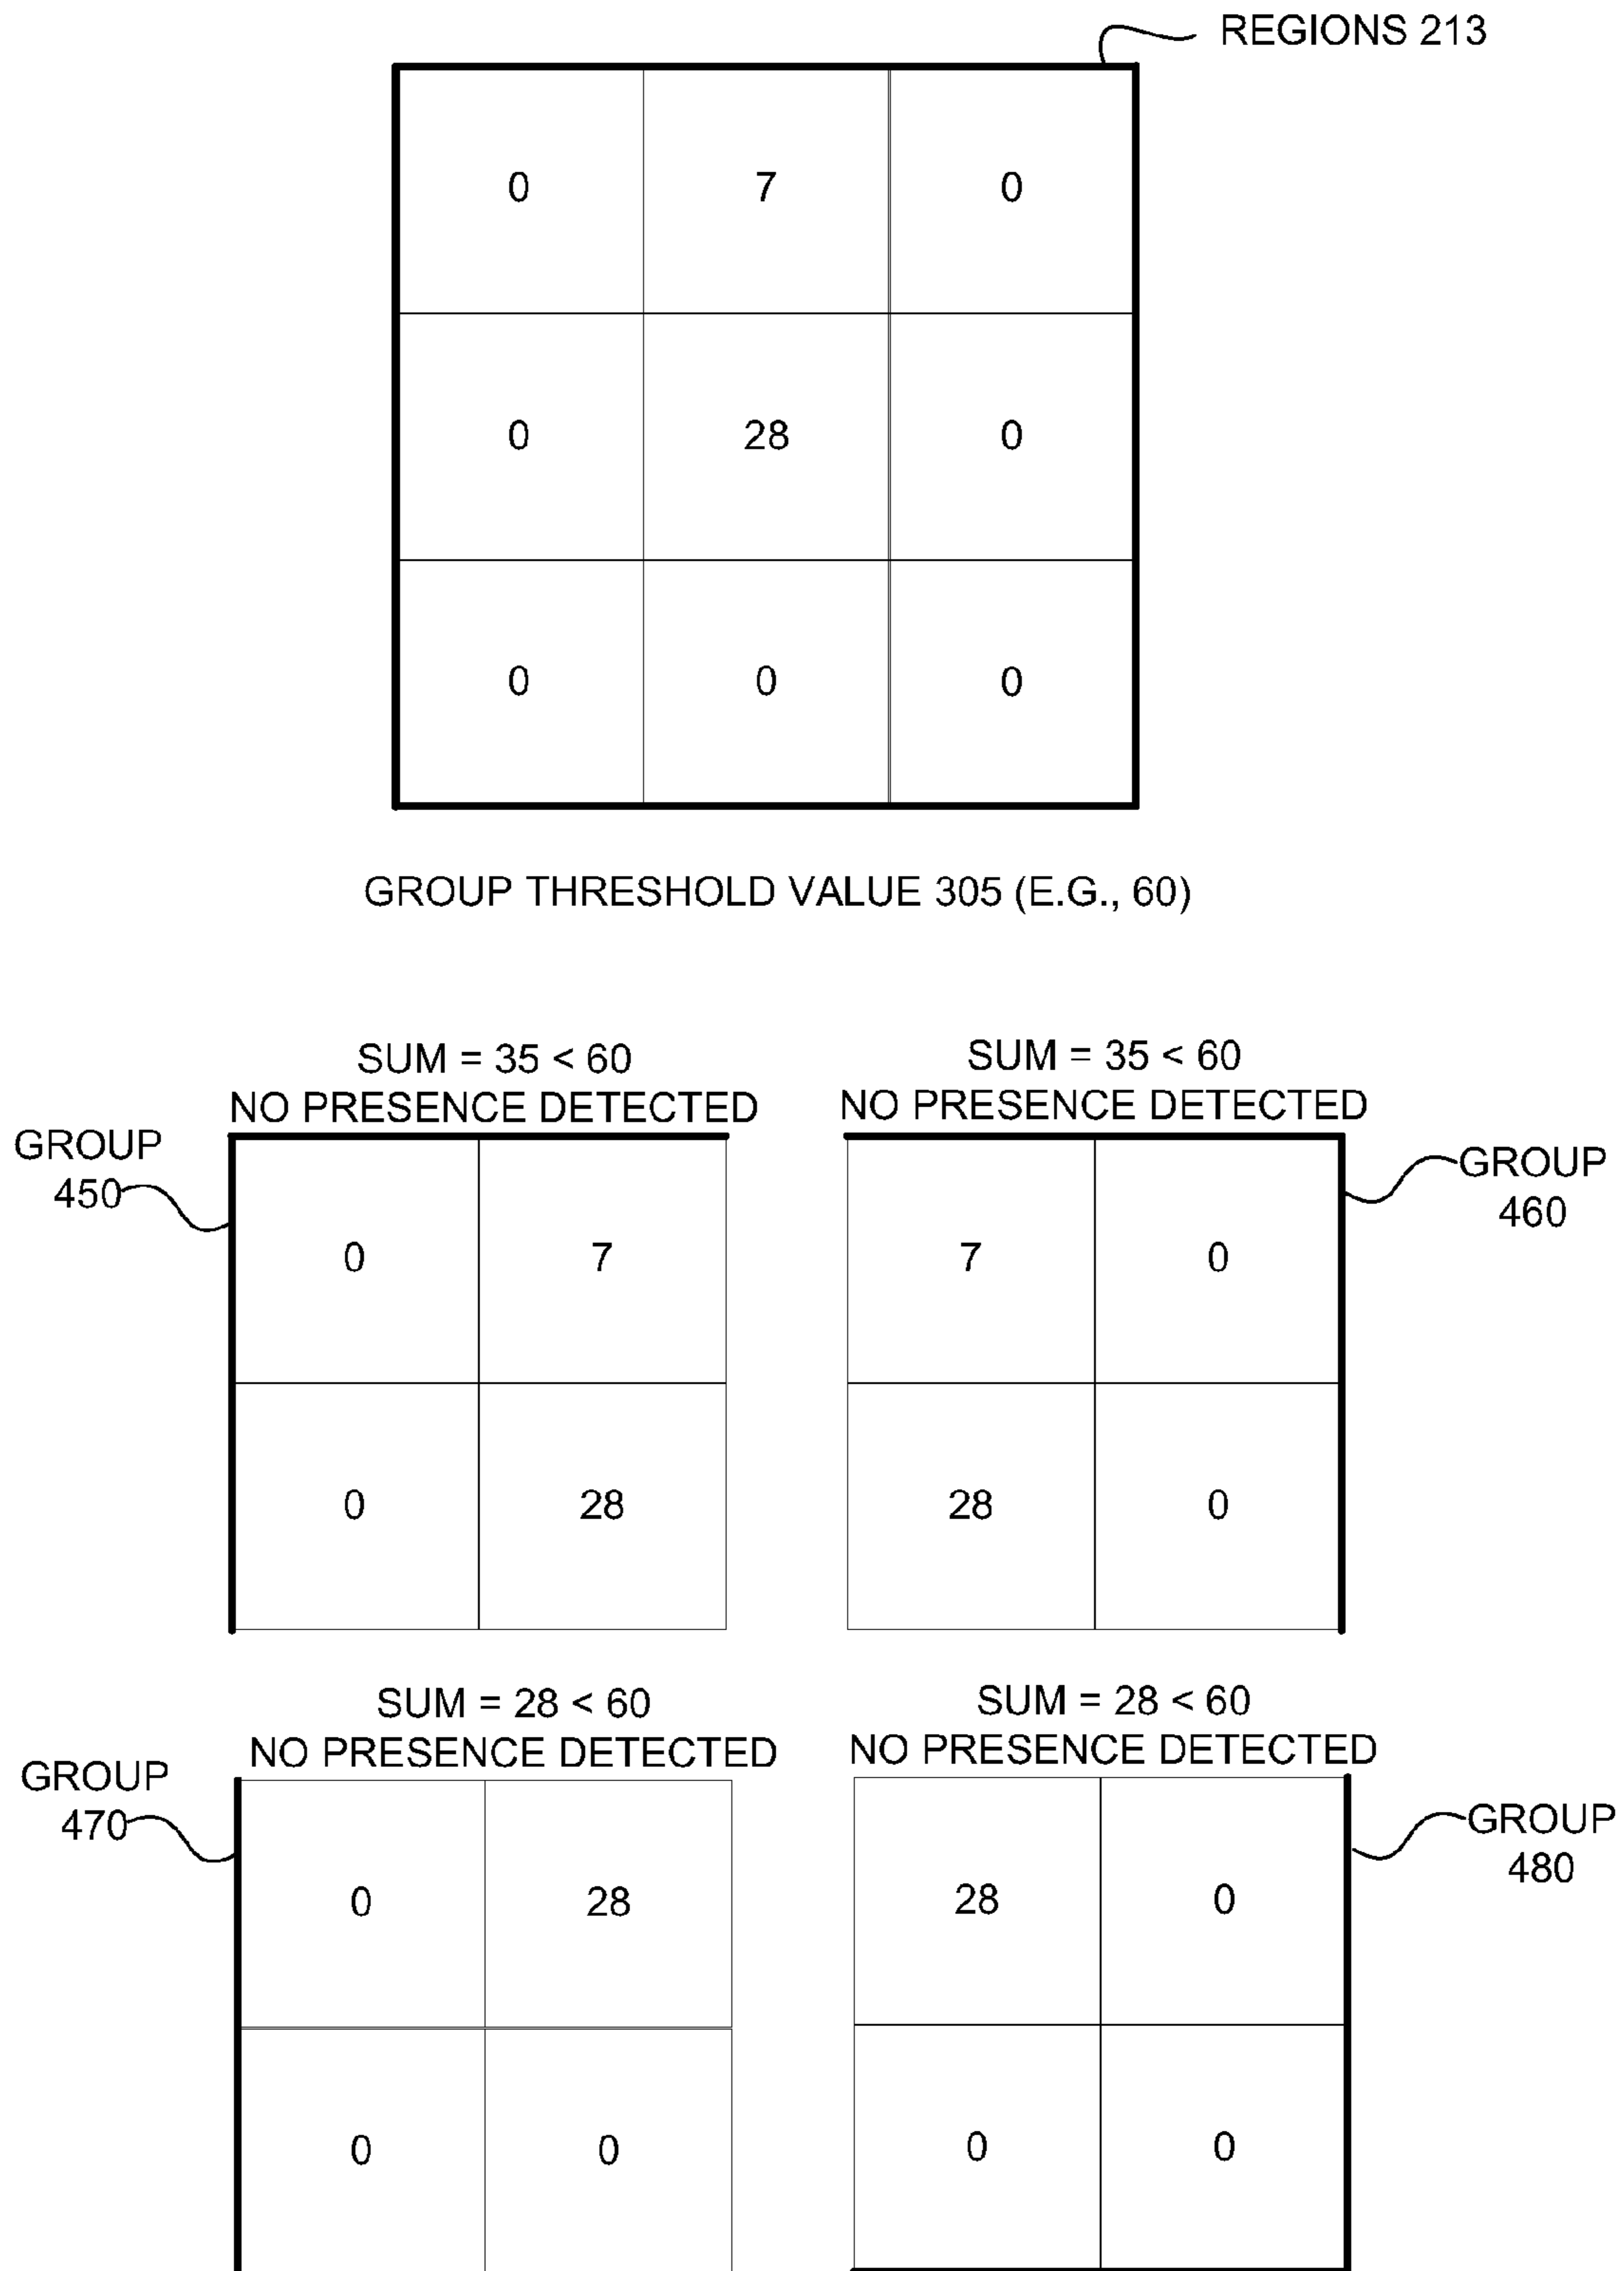 REGIONS 213
0 7 0
0 28 0
0 0 0
GROUP THRESHOLD VALUE 305 (E.G., 60)
SUM = 35 < 60
NO PRESENCE DETECTED
GROUP
450
0 7
0 28
SUM = 35 < 60
NO PRESENCE DETECTED
GROUP
460
7 0
28 0
SUM = 28 < 60
NO PRESENCE DETECTED
GROUP
470
0 28
0 0
SUM = 28 < 60
NO PRESENCE DETECTED
GROUP
480
28 0
0 0